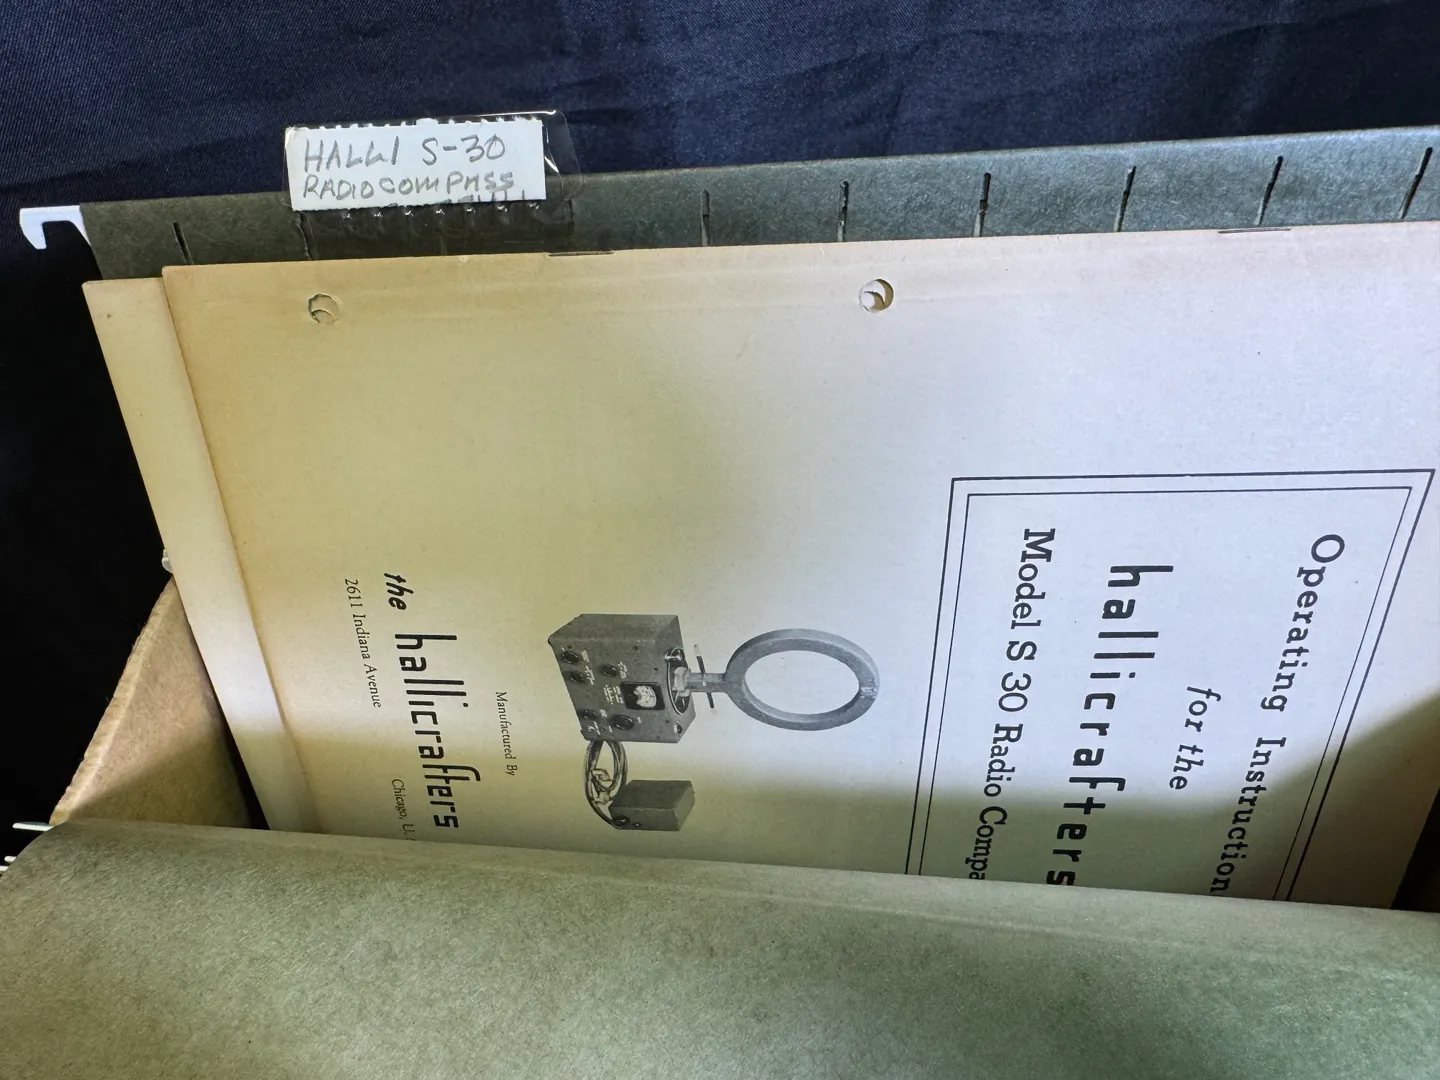 HALLI S-30
RADIOCOMPASS
Operating Instruction
for the
hallicrafters
Model S 30 Radio Compa
Manufactured By
the hallicrafters
2611 Indiana Avenue Chicago, U.